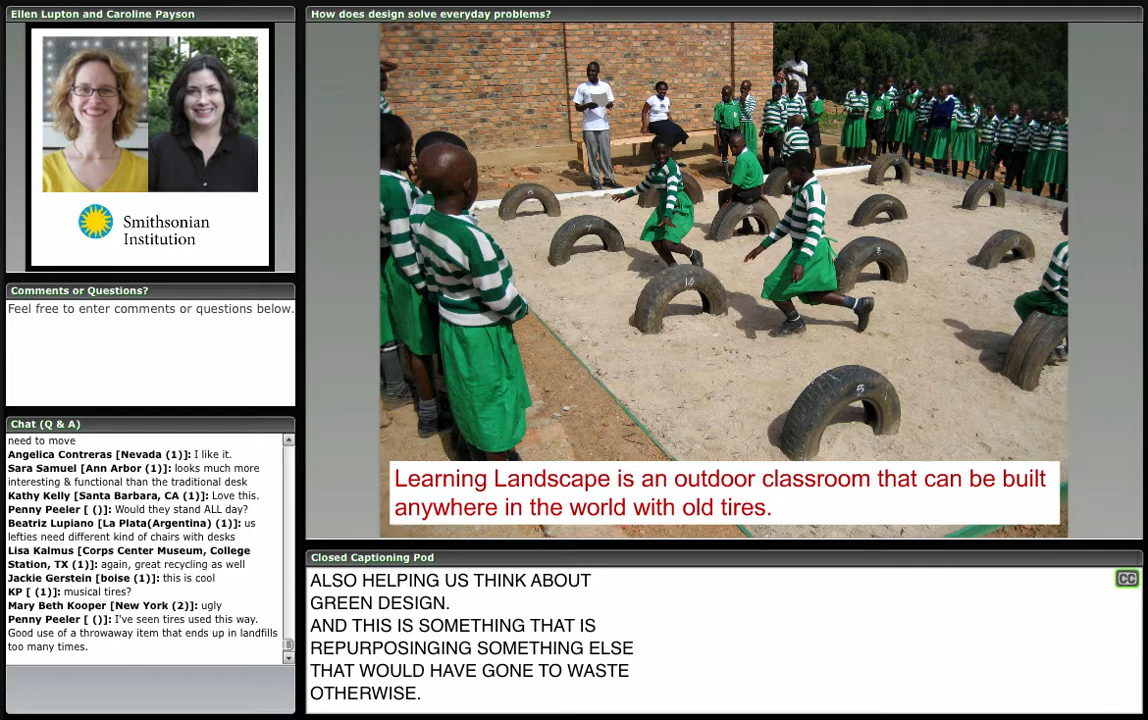 Ellen Lupton and Caroline Payson
Smithsonian
Institution
Comments or Questions?
Feel free to enter comments or questions below.
Chat (Q & A)
need to move
Angelica Contreras [Nevada (1)]: I like it.
Sara Samuel [Ann Arbor (1)]: looks much more
interesting & functional than the traditional desk
Kathy Kelly [Santa Barbara, CA (1)]: Love this.
Penny Peeler [ ()]: Would they stand ALL day?
Beatriz Lupiano [La Plata(Argentina) (1)]: us
lefties need different kind of chairs with desks
Lisa Kalmus [Corps Center Museum, College
Station, TX (1)]: again, great recycling as well
Jackie Gerstein [boise (1)]: this is cool
KP [ (1)]: musical tires?
Mary Beth Kooper [New York (2)]: ugly
Penny Peeler [ ()]: I've seen tires used this way.
Good use of a throwaway item that ends up in landfills
too many times.
How does design solve everyday problems?
3
5
Learning Landscape is an outdoor classroom that can be built
anywhere in the world with old tires.
Closed Captioning Pod
CC
ALSO HELPING US THINK ABOUT
GREEN DESIGN.
AND THIS IS SOMETHING THAT IS
REPURPOSINGING SOMETHING ELSE
THAT WOULD HAVE GONE TO WASTE
OTHERWISE.